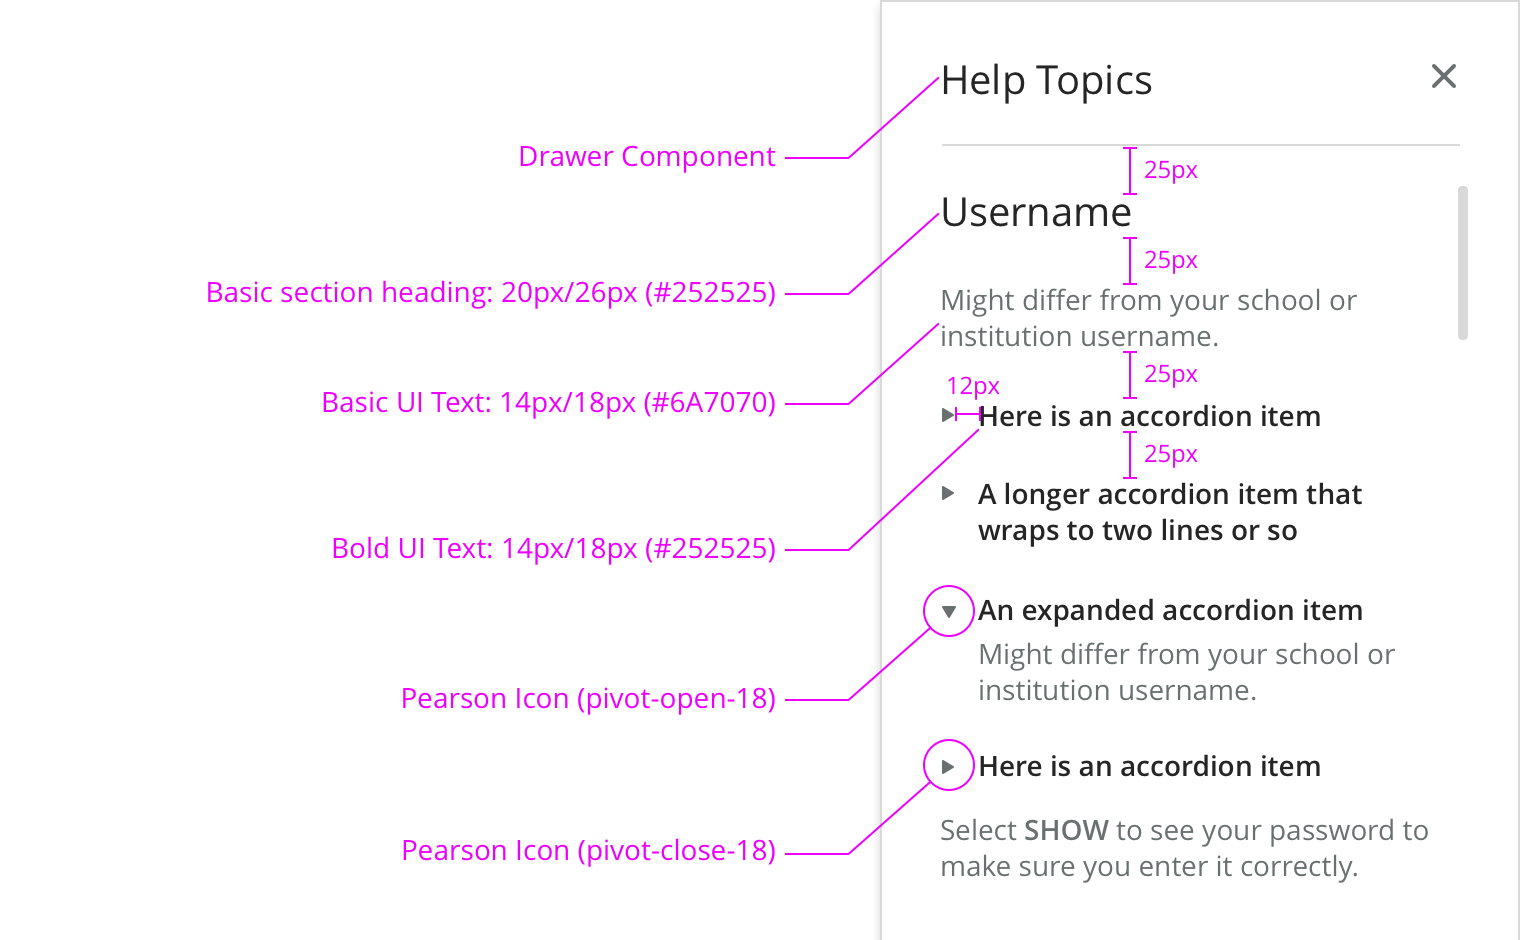 Help Topics
Drawer Component
25px
Username
25px
Basic section heading: 20px/26px (#252525)
Might differ from your school or
institution username.
25px
12px
Basic UI Text: 14px/18px (#6A7070)
Here is an accordion item
25px
A longer accordion item that
wraps to two lines or so
Bold UI Text: 14px/18px (#252525)
An expanded accordion item
Might differ from your school or
institution username.
Pearson Icon (pivot-open-18)
Here is an accordion item
Pearson Icon (pivot-close-18)
Select SHOW to see your password to
make sure you enter it correctly.